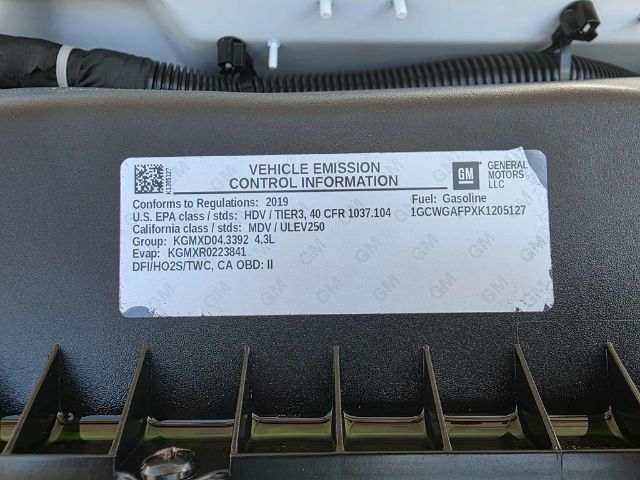 K1205127
VEHICLE EMISSION
CONTROL INFORMATION
GM
GENERAL
MOTORS
LLC
Conforms to Regulations: 2019
U.S. EPA class / stds: HDV / TIER3, 40 CFR 1037.104
California class / stds: MDV / ULEV250
Group: KGMXD04.3392 4.3L
Evap: KGMXR0223841
DFI/HO2S/TWC, CA OBD: II
Fuel: Gasoline
1GCWGAFPXK1205127